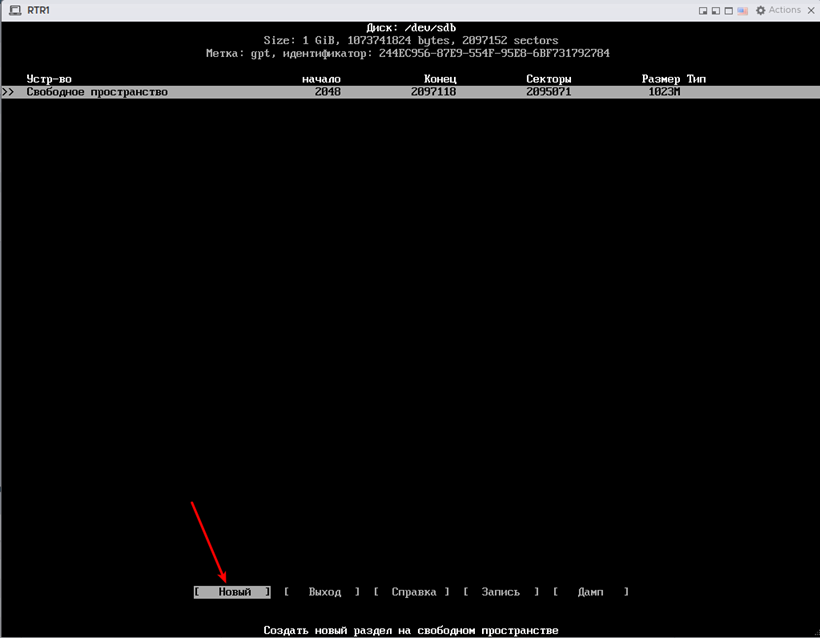 RTR1 Actions
Диск: /dev/sdb
Size: 1 GiB, 1073741824 bytes, 2097152 sectors
Метка: gpt, идентификатор: 244EC956-87E9-554F-95E8-6BF731792784
Устр-во начало Конец Секторы Размер Тип
>> Свободное пространство 2048 2097118 2095071 1023M
[ Новый ] [ Выход ] [ Справка ] [ Запись ] [ Дамп ]
Создать новый раздел на свободном пространстве